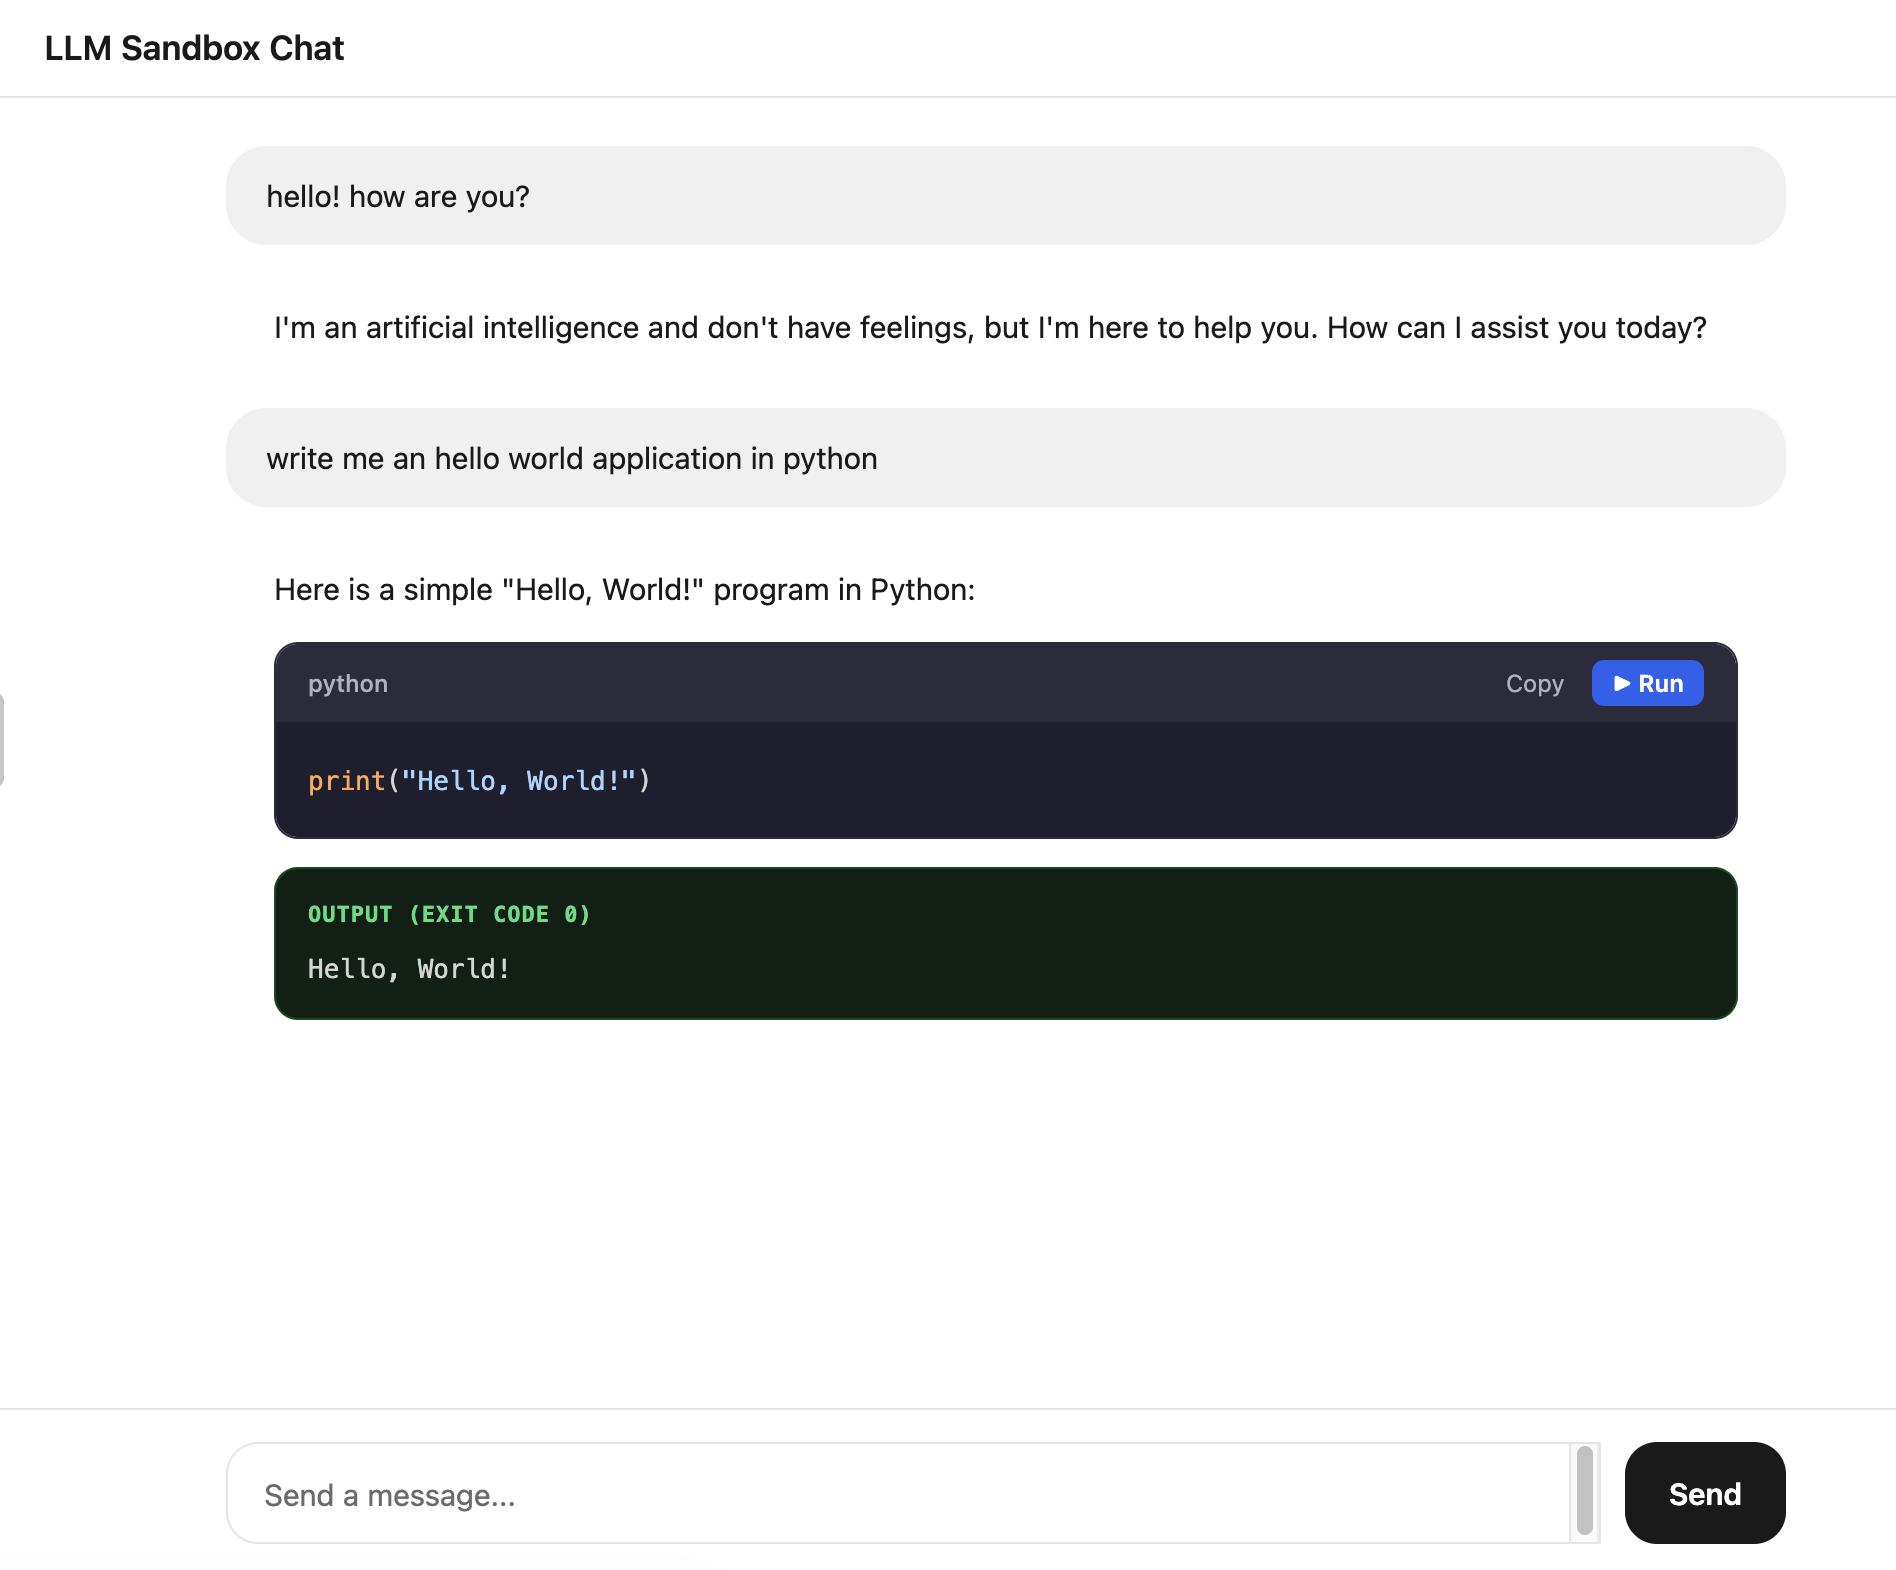 LLM Sandbox Chat
hello! how are you?
I'm an artificial intelligence and don't have feelings, but I'm here to help you. How can I assist you today?
write me an hello world application in python
Here is a simple "Hello, World!" program in Python:
python Copy ▶ Run
print("Hello, World!")
OUTPUT (EXIT CODE 0)
Hello, World!
Send a message... Send